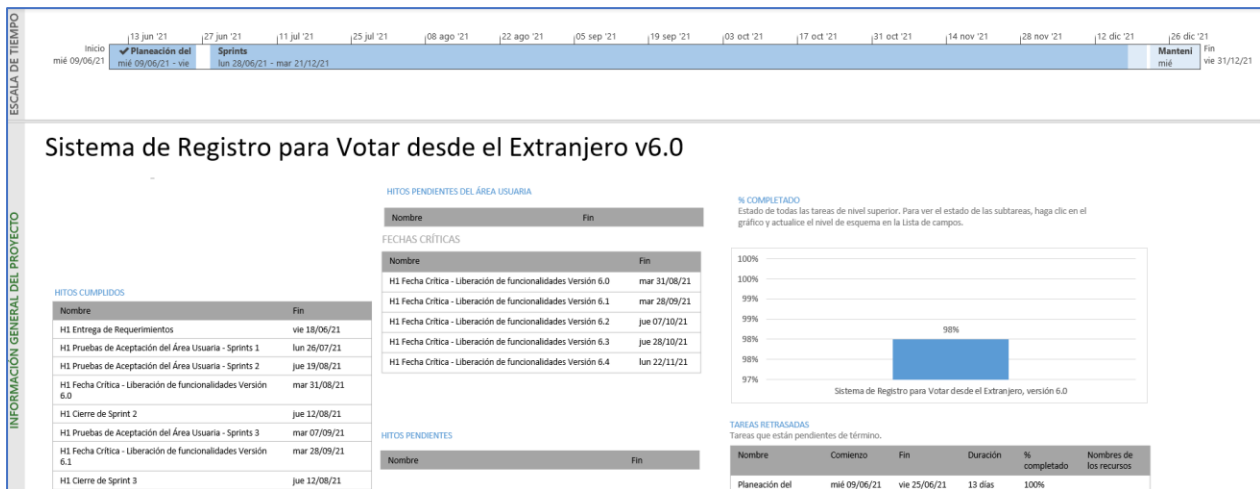 ESCALA DE TIEMPO
13 jun '21 27 jun '21 11 jul '21 25 jul '21 08 ago '21 22 ago '21 05 sep '21 19 sep '21 03 oct '21 17 oct '21 31 oct '21 14 nov '21 28 nov '21 12 dic '21 26 dic '21
Inicio
mié 09/06/21
Planeación del
mié 09/06/21 - vie
Sprints
lun 28/06/21 - mar 21/12/21
Manteni
mié
Fin
vie 31/12/21
INFORMACIÓN GENERAL DEL PROYECTO
Sistema de Registro para Votar desde el Extranjero v6.0
HITOS CUMPLIDOS
Nombre Fin
H1 Entrega de Requerimientos vie 18/06/21
H1 Pruebas de Aceptación del Área Usuaria - Sprints 1 lun 26/07/21
H1 Pruebas de Aceptación del Área Usuaria - Sprints 2 jue 19/08/21
H1 Fecha Crítica - Liberación de funcionalidades Versión mar 31/08/21
6.0
H1 Cierre de Sprint 2 jue 12/08/21
H1 Pruebas de Aceptación del Área Usuaria - Sprints 3 mar 07/09/21
H1 Fecha Crítica - Liberación de funcionalidades Versión mar 28/09/21
6.1
H1 Cierre de Sprint 3 jue 12/08/21
HITOS PENDIENTES DEL ÁREA USUARIA
Nombre Fin
FECHAS CRÍTICAS
Nombre Fin
H1 Fecha Crítica - Liberación de funcionalidades Versión 6.0 mar 31/08/21
H1 Fecha Crítica - Liberación de funcionalidades Versión 6.1 mar 28/09/21
H1 Fecha Crítica - Liberación de funcionalidades Versión 6.2 jue 07/10/21
H1 Fecha Crítica - Liberación de funcionalidades Versión 6.3 jue 28/10/21
H1 Fecha Crítica - Liberación de funcionalidades Versión 6.4 lun 22/11/21
HITOS PENDIENTES
Nombre Fin
% COMPLETADO
Estado de todas las tareas de nivel superior. Para ver el estado de las subtareas, haga clic en el
gráfico y actualice el nivel de esquema en la Lista de campos.
100%
100%
99%
99%
98%
98%
98%
97%
Sistema de Registro para Votar desde el Extranjero, versión 6.0
TAREAS RETRASADAS
Tareas que están pendientes de término.
Nombre Comienzo Fin Duración % completado Nombres de los recursos
Planeación del mié 09/06/21 vie 25/06/21 13 días 100%